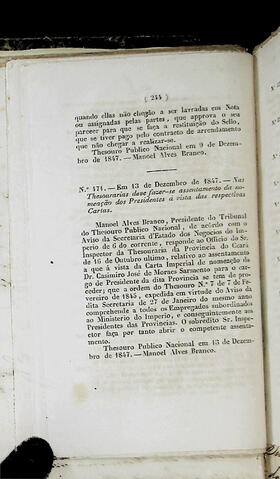 ( 244 )
quando ellas não chegão a ser lavradas em Nota
ou assignadas pelas partes, que approva o seu
parecer para que se faça a restituição do Sello,
que se tiver pago pelo contracto de arrendamento
que não chegar a realizar-se.
Thesouro Publico Nacional em 9 de Dezem-
bro de 1847. — Manoel Alves Branco.
N.º 171. — Em 13 de Dezembro de 1847. — Nas
Thesourarias deve fazer-se assentamento da no-
meação dos Presidentes á vista das respectivas
Cartas.
Manoel Alves Branco, Presidente do Tribunal
do Thesouro Publico Nacional, de acordo com o
Aviso da Secretaria d'Estado dos Negocios do Im-
perio de 6 do corrente, responde ao Officio do Sr.
Inspector da Thesouraria da Provincia do Ceará
de 16 de Outubro ultimo, relativo ao assentamento
a que á vista da Carta Imperial de nomeação do
Dr. Casimiro José de Moraes Sarmento para o car-
go de Presidente da dita Provincia se tem de pro-
ceder; que a ordem do Thesouro N.º 7 de 7 de Fe-
vereiro de 1845, expedida em virtude do Aviso da
dita Secretaria de 27 de Janeiro do mesmo anno
comprehende a todos os Empregados subordinados
ao Ministerio do Imperio, e conseguintemente aos
Presidentes das Provincias. O sobredito Sr. Inspe-
ctor faça por tanto abrir o competente assenta-
mento.
Thesouro Publico Nacional em 13 de Dezem-
bro de 1847. — Manoel Alves Branco.